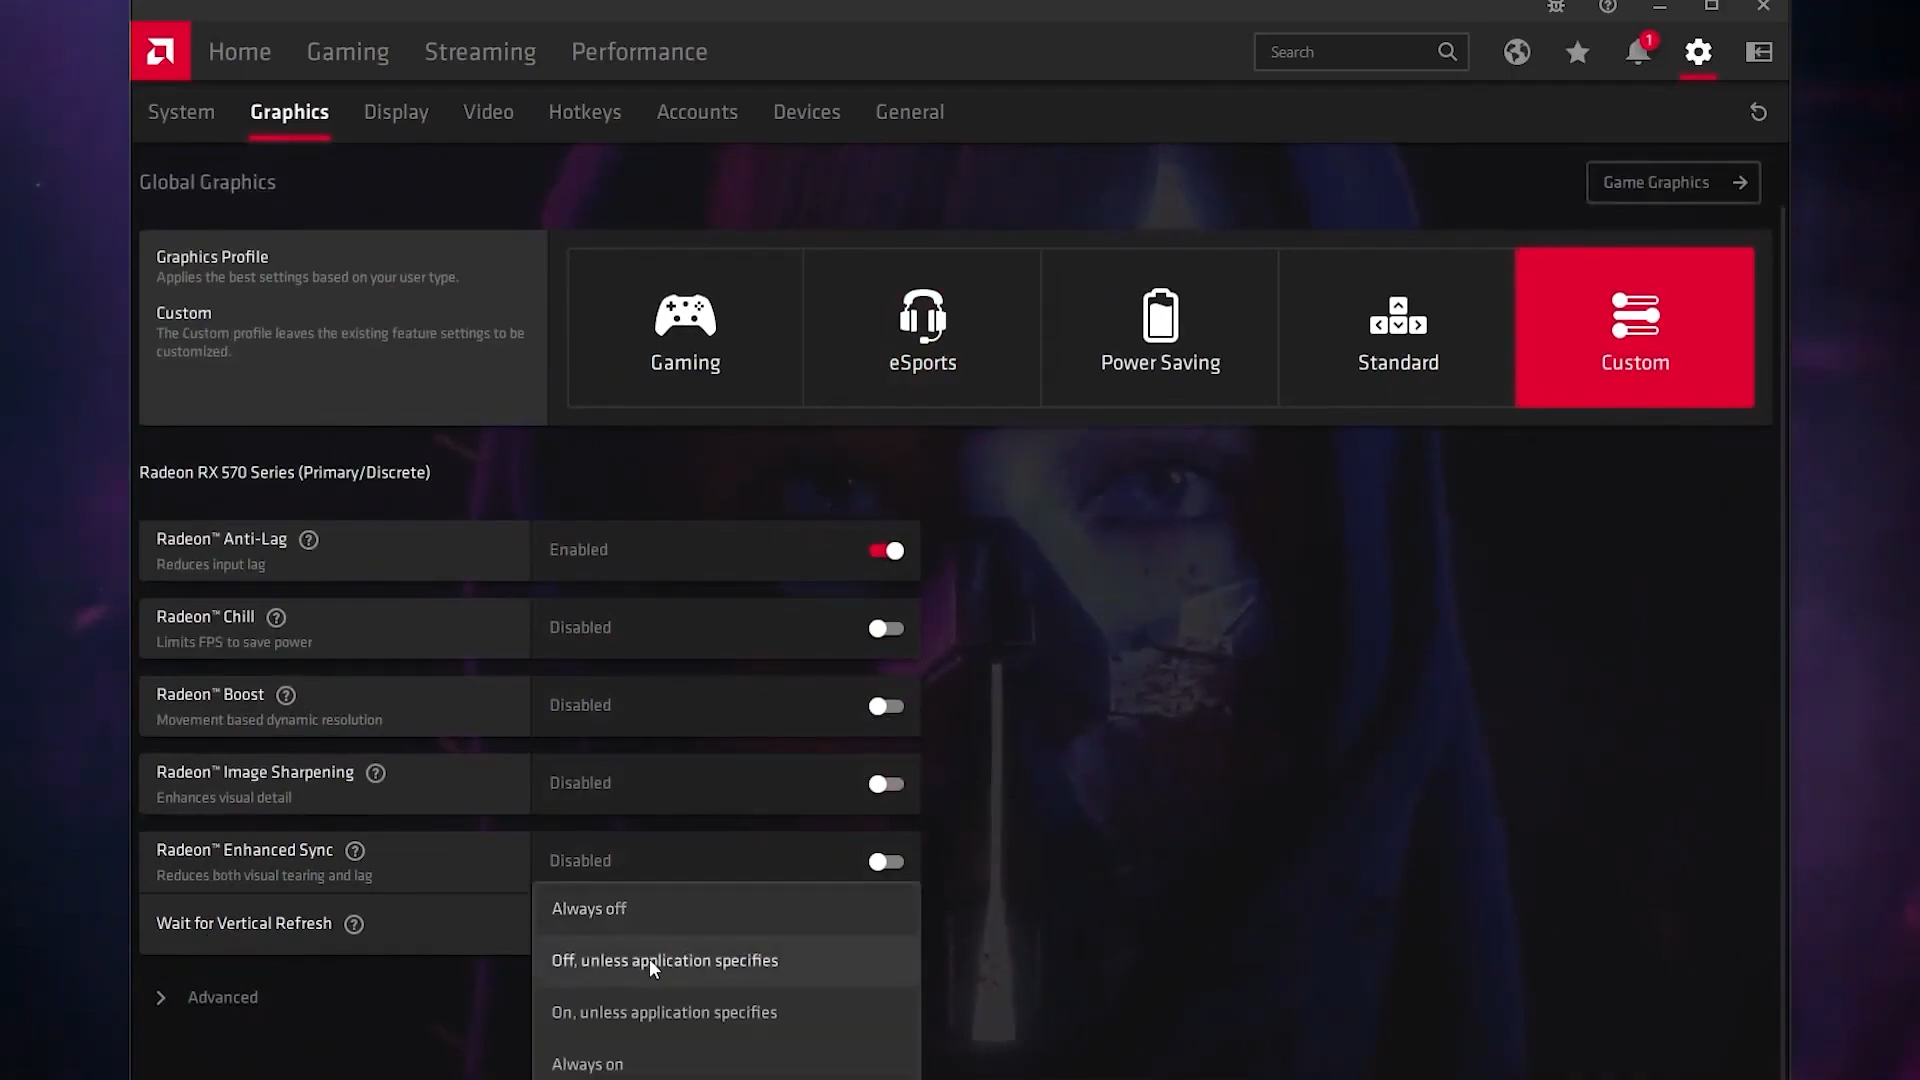 Home Gaming Streaming Performance Search 1
System Graphics Display Video Hotkeys Accounts Devices General
Global Graphics
Game Graphics
Graphics Profile
Applies the best settings based on your user type.
Custom
The Custom profile leaves the existing feature settings to be
customized.
Gaming
eSports
Power Saving
Standard
Custom
Radeon RX 570 Series (Primary/Discrete)
Radeon™ Anti-Lag
Reduces input lag
Enabled
Radeon™ Chill
Limits FPS to save power
Disabled
Radeon™ Boost
Movement based dynamic resolution
Disabled
Radeon™ Image Sharpening
Enhances visual detail
Disabled
Radeon™ Enhanced Sync
Reduces both visual tearing and lag
Disabled
Wait for Vertical Refresh
Always off
Off, unless application specifies
On, unless application specifies
Always on
Advanced